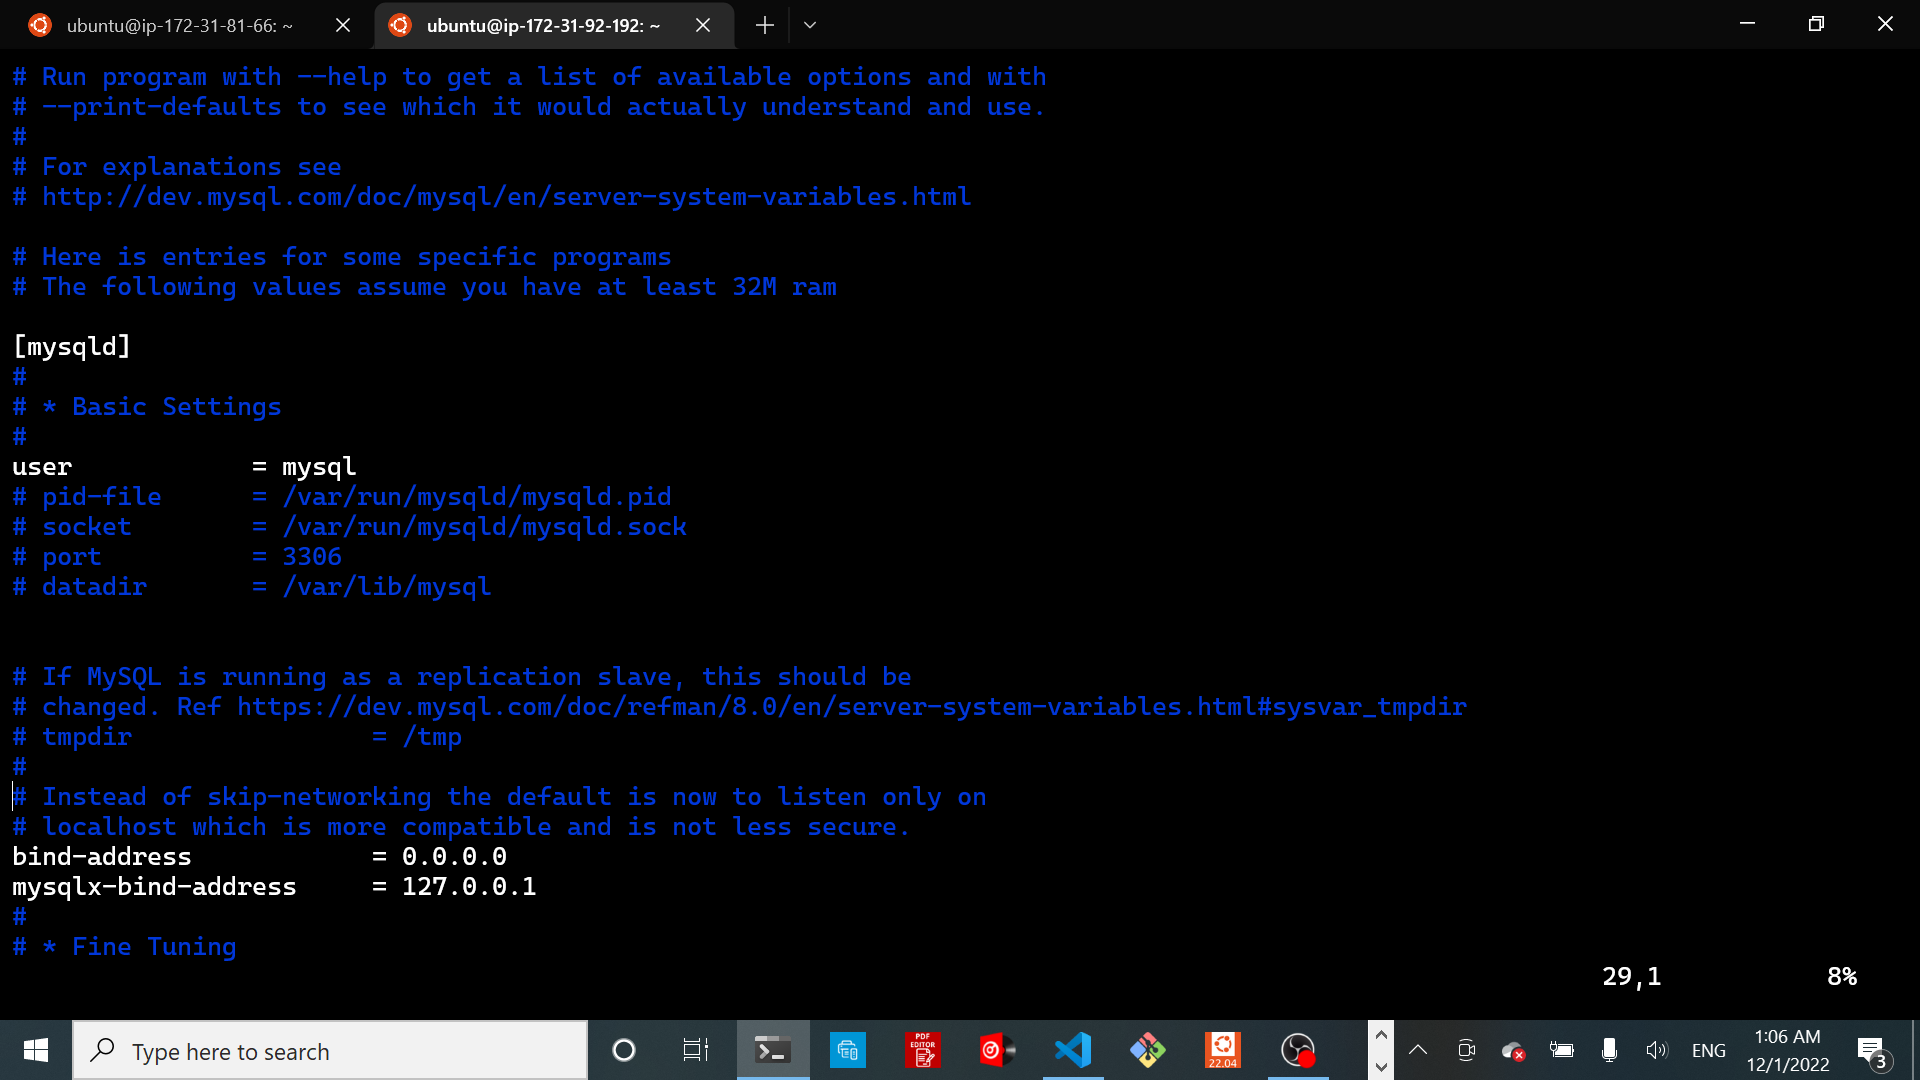 ubuntu@ip-172-31-81-66: ~
ubuntu@ip-172-31-92-192: ~
# Run program with --help to get a list of available options and with
# --print-defaults to see which it would actually understand and use.
#
# For explanations see
# http://dev.mysql.com/doc/mysql/en/server-system-variables.html
# Here is entries for some specific programs
# The following values assume you have at least 32M ram
[mysqld]
#
# * Basic Settings
#
user            = mysql
# pid-file      = /var/run/mysqld/mysqld.pid
# socket        = /var/run/mysqld/mysqld.sock
# port          = 3306
# datadir       = /var/lib/mysql
# If MySQL is running as a replication slave, this should be
# changed. Ref https://dev.mysql.com/doc/refman/8.0/en/server-system-variables.html#sysvar_tmpdir
# tmpdir                = /tmp
#
# Instead of skip-networking the default is now to listen only on
# localhost which is more compatible and is not less secure.
bind-address            = 0.0.0.0
mysqlx-bind-address     = 127.0.0.1
#
# * Fine Tuning
29,1           8%
Type here to search
PDF EDITOR
22.04
ENG
1:06 AM
12/1/2022
3